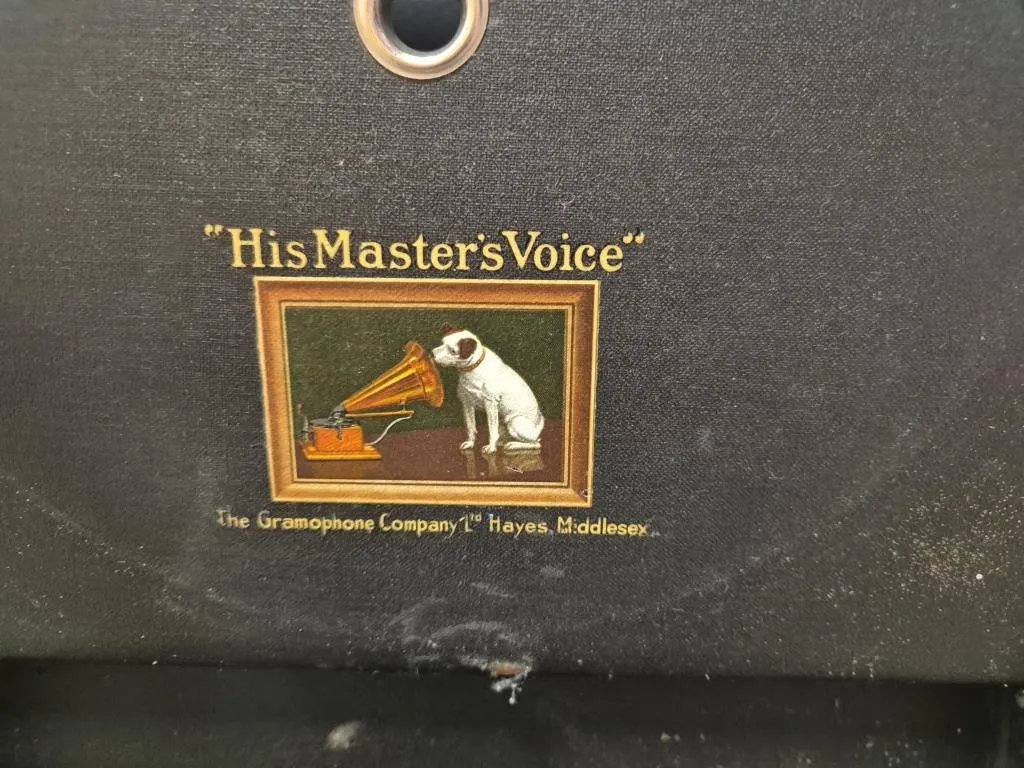 "His Master's Voice"
The Gramophone Company Ltd Hayes, Middlesex.